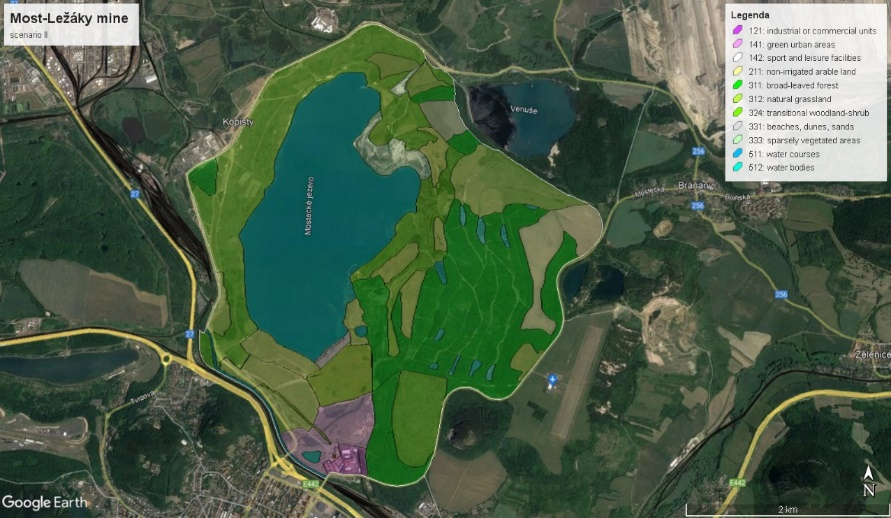 Most-Ležáky mine
scenario II
Legenda
121: industrial or commercial units
141: green urban areas
142: sport and leisure facilities
211: non-irrigated arable land
311: broad-leaved forest
312: natural grassland
324: transitional woodland-shrub
331: beaches, dunes, sands
333: sparsely vegetated areas
511: water courses
512: water bodies
Venuše
Kopisty
256
Mostecká
Braňany
Bílinská
27
256
Mostecké jezero
256
27
Zelenice
E442
E442
Google Earth
N
2 km